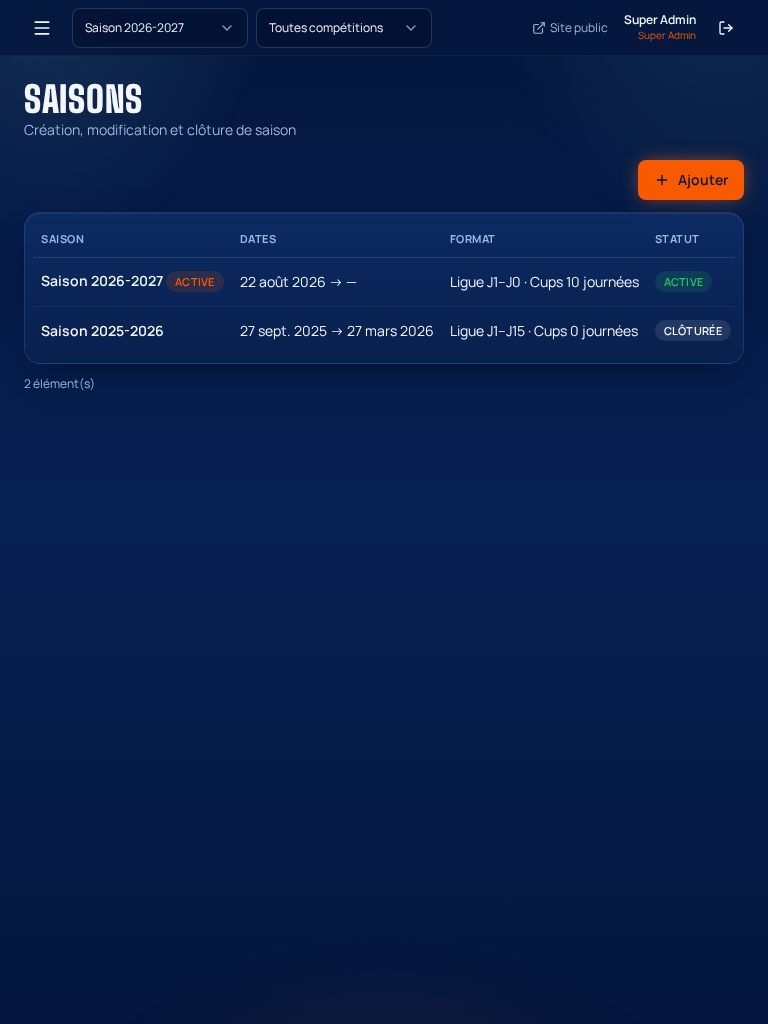 Saison 2026-2027 Toutes compétitions Site public Super Admin
Super Admin
SAISONS
Création, modification et clôture de saison
Ajouter
SAISON DATES FORMAT STATUT
Saison 2026-2027 ACTIVE 22 août 2026 → — Ligue J1–J0 · Cups 10 journées ACTIVE
Saison 2025-2026 27 sept. 2025 → 27 mars 2026 Ligue J1–J15 · Cups 0 journées CLÔTURÉE
2 élément(s)